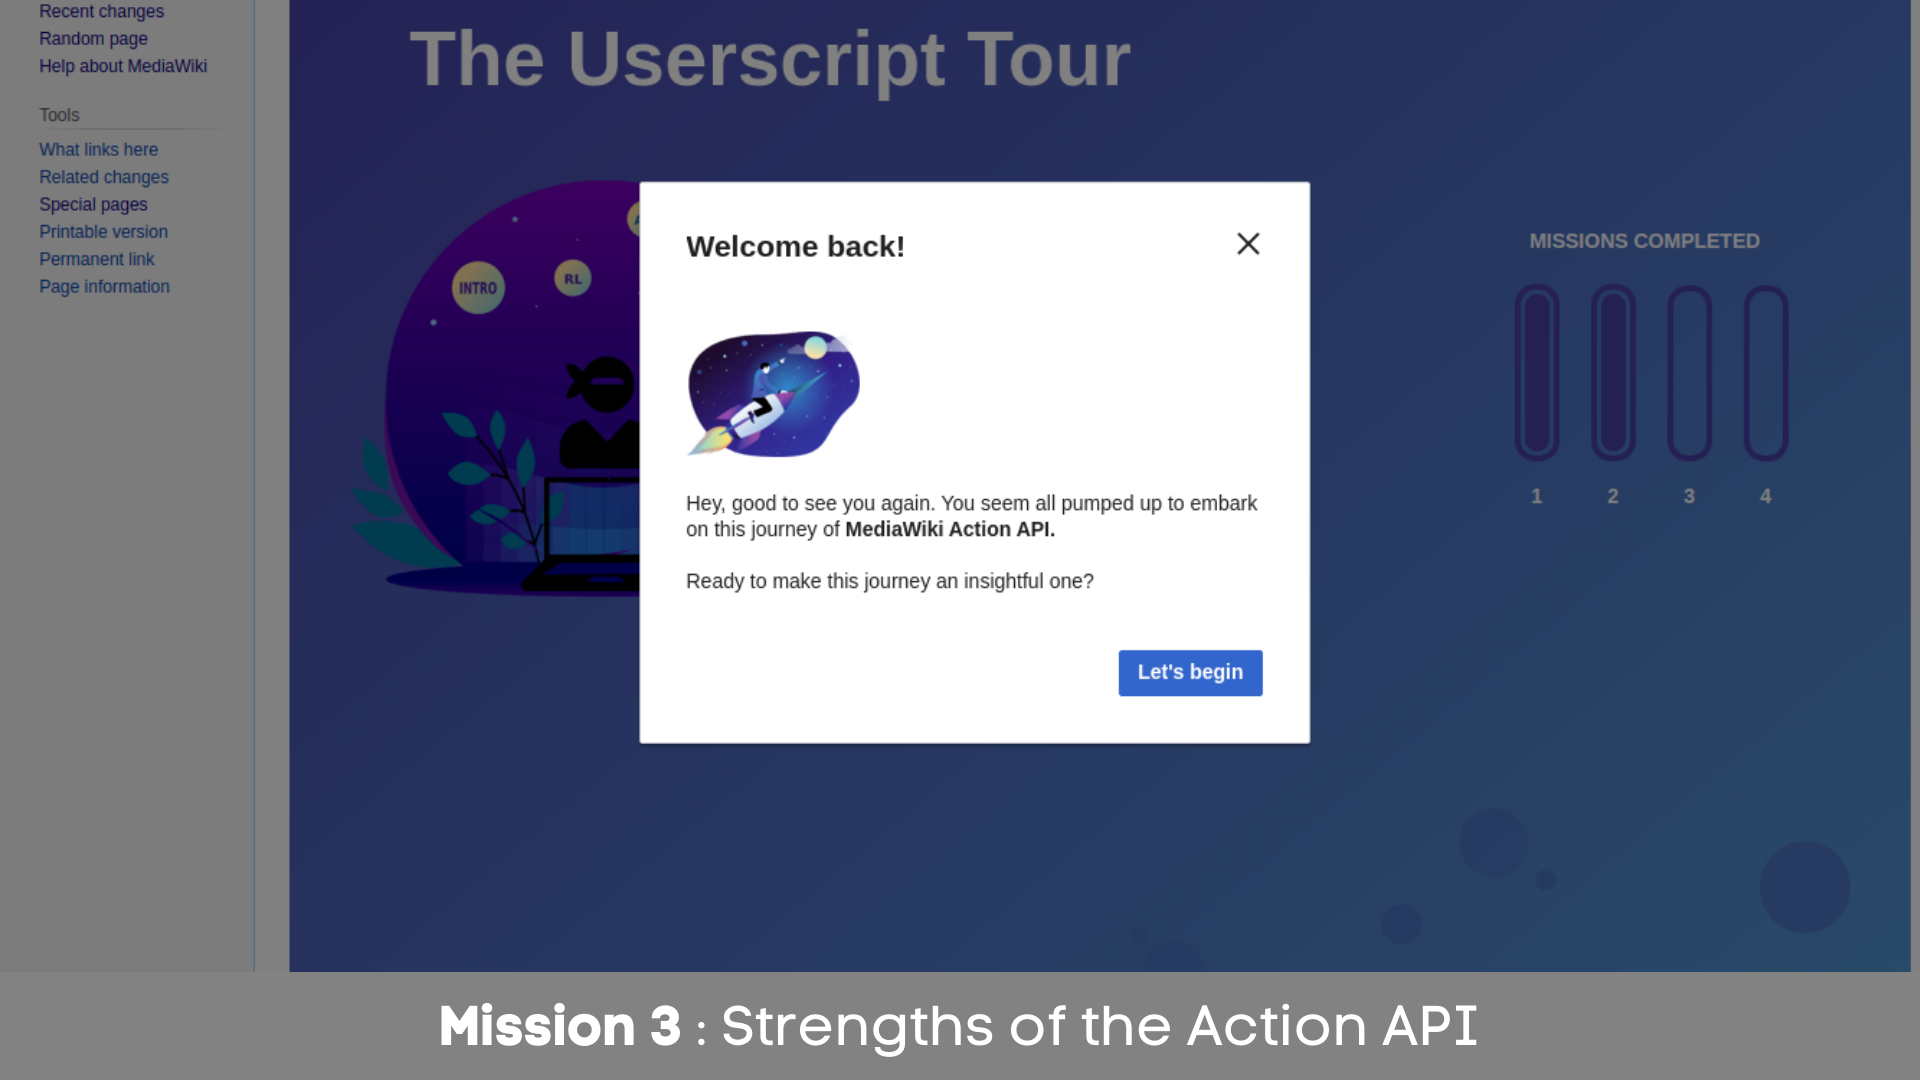 Recent changes
Random page
Help about MediaWiki
Tools
What links here
Related changes
Special pages
Printable version
Permanent link
Page information
The Userscript Tour
INTRO
RL
Welcome back!
Hey, good to see you again. You seem all pumped up to embark
on this journey of MediaWiki Action API.
Ready to make this journey an insightful one?
Let's begin
MISSIONS COMPLETED
1 2 3 4
Mission 3 : Strengths of the Action API